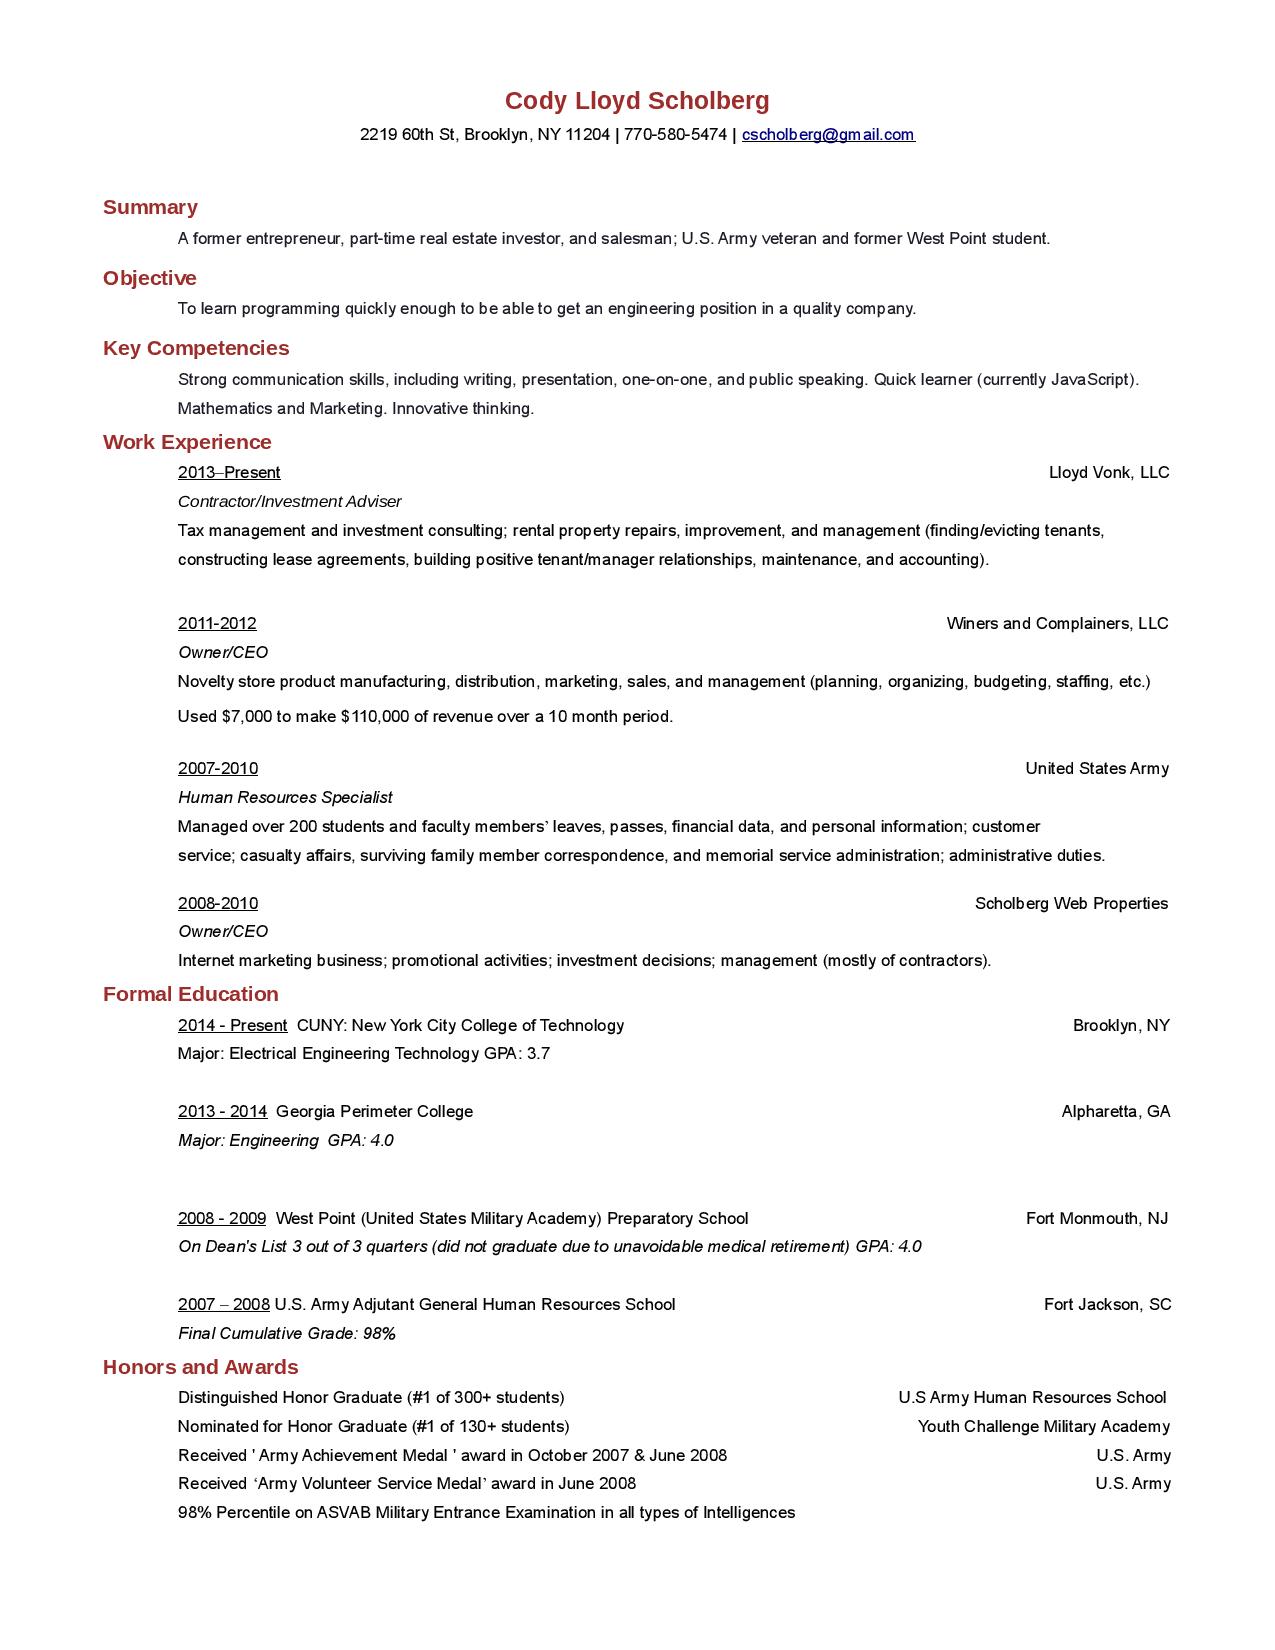 Cody Lloyd Scholberg
2219 60th St, Brooklyn, NY 11204 | 770-580-5474 | cscholberg@gmail.com
Summary
A former entrepreneur, part-time real estate investor, and salesman; U.S. Army veteran and former West Point student.
Objective
To learn programming quickly enough to be able to get an engineering position in a quality company.
Key Competencies
Strong communication skills, including writing, presentation, one-on-one, and public speaking. Quick learner (currently JavaScript).
Mathematics and Marketing. Innovative thinking.
Work Experience
2013–Present Lloyd Vonk, LLC
Contractor/Investment Adviser
Tax management and investment consulting; rental property repairs, improvement, and management (finding/evicting tenants,
constructing lease agreements, building positive tenant/manager relationships, maintenance, and accounting).
2011-2012 Winers and Complainers, LLC
Owner/CEO
Novelty store product manufacturing, distribution, marketing, sales, and management (planning, organizing, budgeting, staffing, etc.)
Used $7,000 to make $110,000 of revenue over a 10 month period.
2007-2010 United States Army
Human Resources Specialist
Managed over 200 students and faculty members’ leaves, passes, financial data, and personal information; customer
service; casualty affairs, surviving family member correspondence, and memorial service administration; administrative duties.
2008-2010 Scholberg Web Properties
Owner/CEO
Internet marketing business; promotional activities; investment decisions; management (mostly of contractors).
Formal Education
2014 - Present CUNY: New York City College of Technology Brooklyn, NY
Major: Electrical Engineering Technology GPA: 3.7
2013 - 2014 Georgia Perimeter College Alpharetta, GA
Major: Engineering GPA: 4.0
2008 - 2009 West Point (United States Military Academy) Preparatory School Fort Monmouth, NJ
On Dean's List 3 out of 3 quarters (did not graduate due to unavoidable medical retirement) GPA: 4.0
2007 – 2008 U.S. Army Adjutant General Human Resources School Fort Jackson, SC
Final Cumulative Grade: 98%
Honors and Awards
Distinguished Honor Graduate (#1 of 300+ students) U.S Army Human Resources School
Nominated for Honor Graduate (#1 of 130+ students) Youth Challenge Military Academy
Received ' Army Achievement Medal ' award in October 2007 & June 2008 U.S. Army
Received ‘Army Volunteer Service Medal’ award in June 2008 U.S. Army
98% Percentile on ASVAB Military Entrance Examination in all types of Intelligences